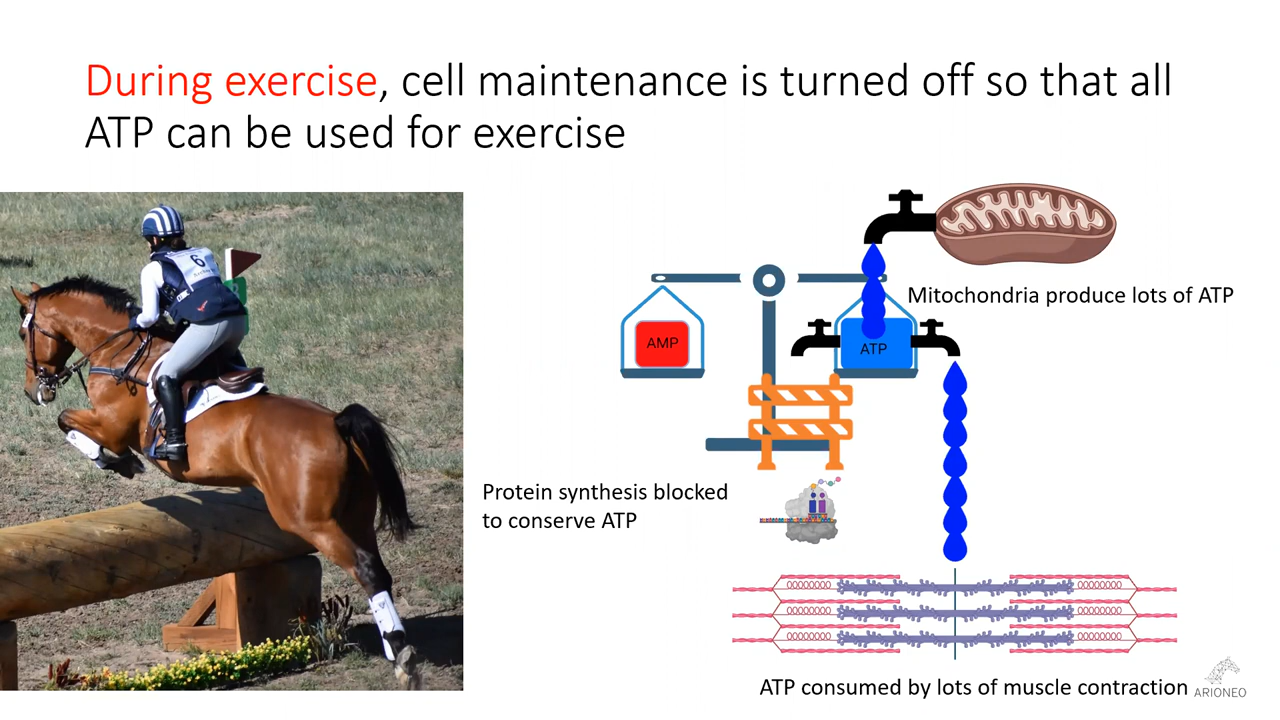 During exercise, cell maintenance is turned off so that all
ATP can be used for exercise
6
Mitochondria produce lots of ATP
AMP
ATP
Protein synthesis blocked
to conserve ATP
ATP consumed by lots of muscle contraction
ARIONEO